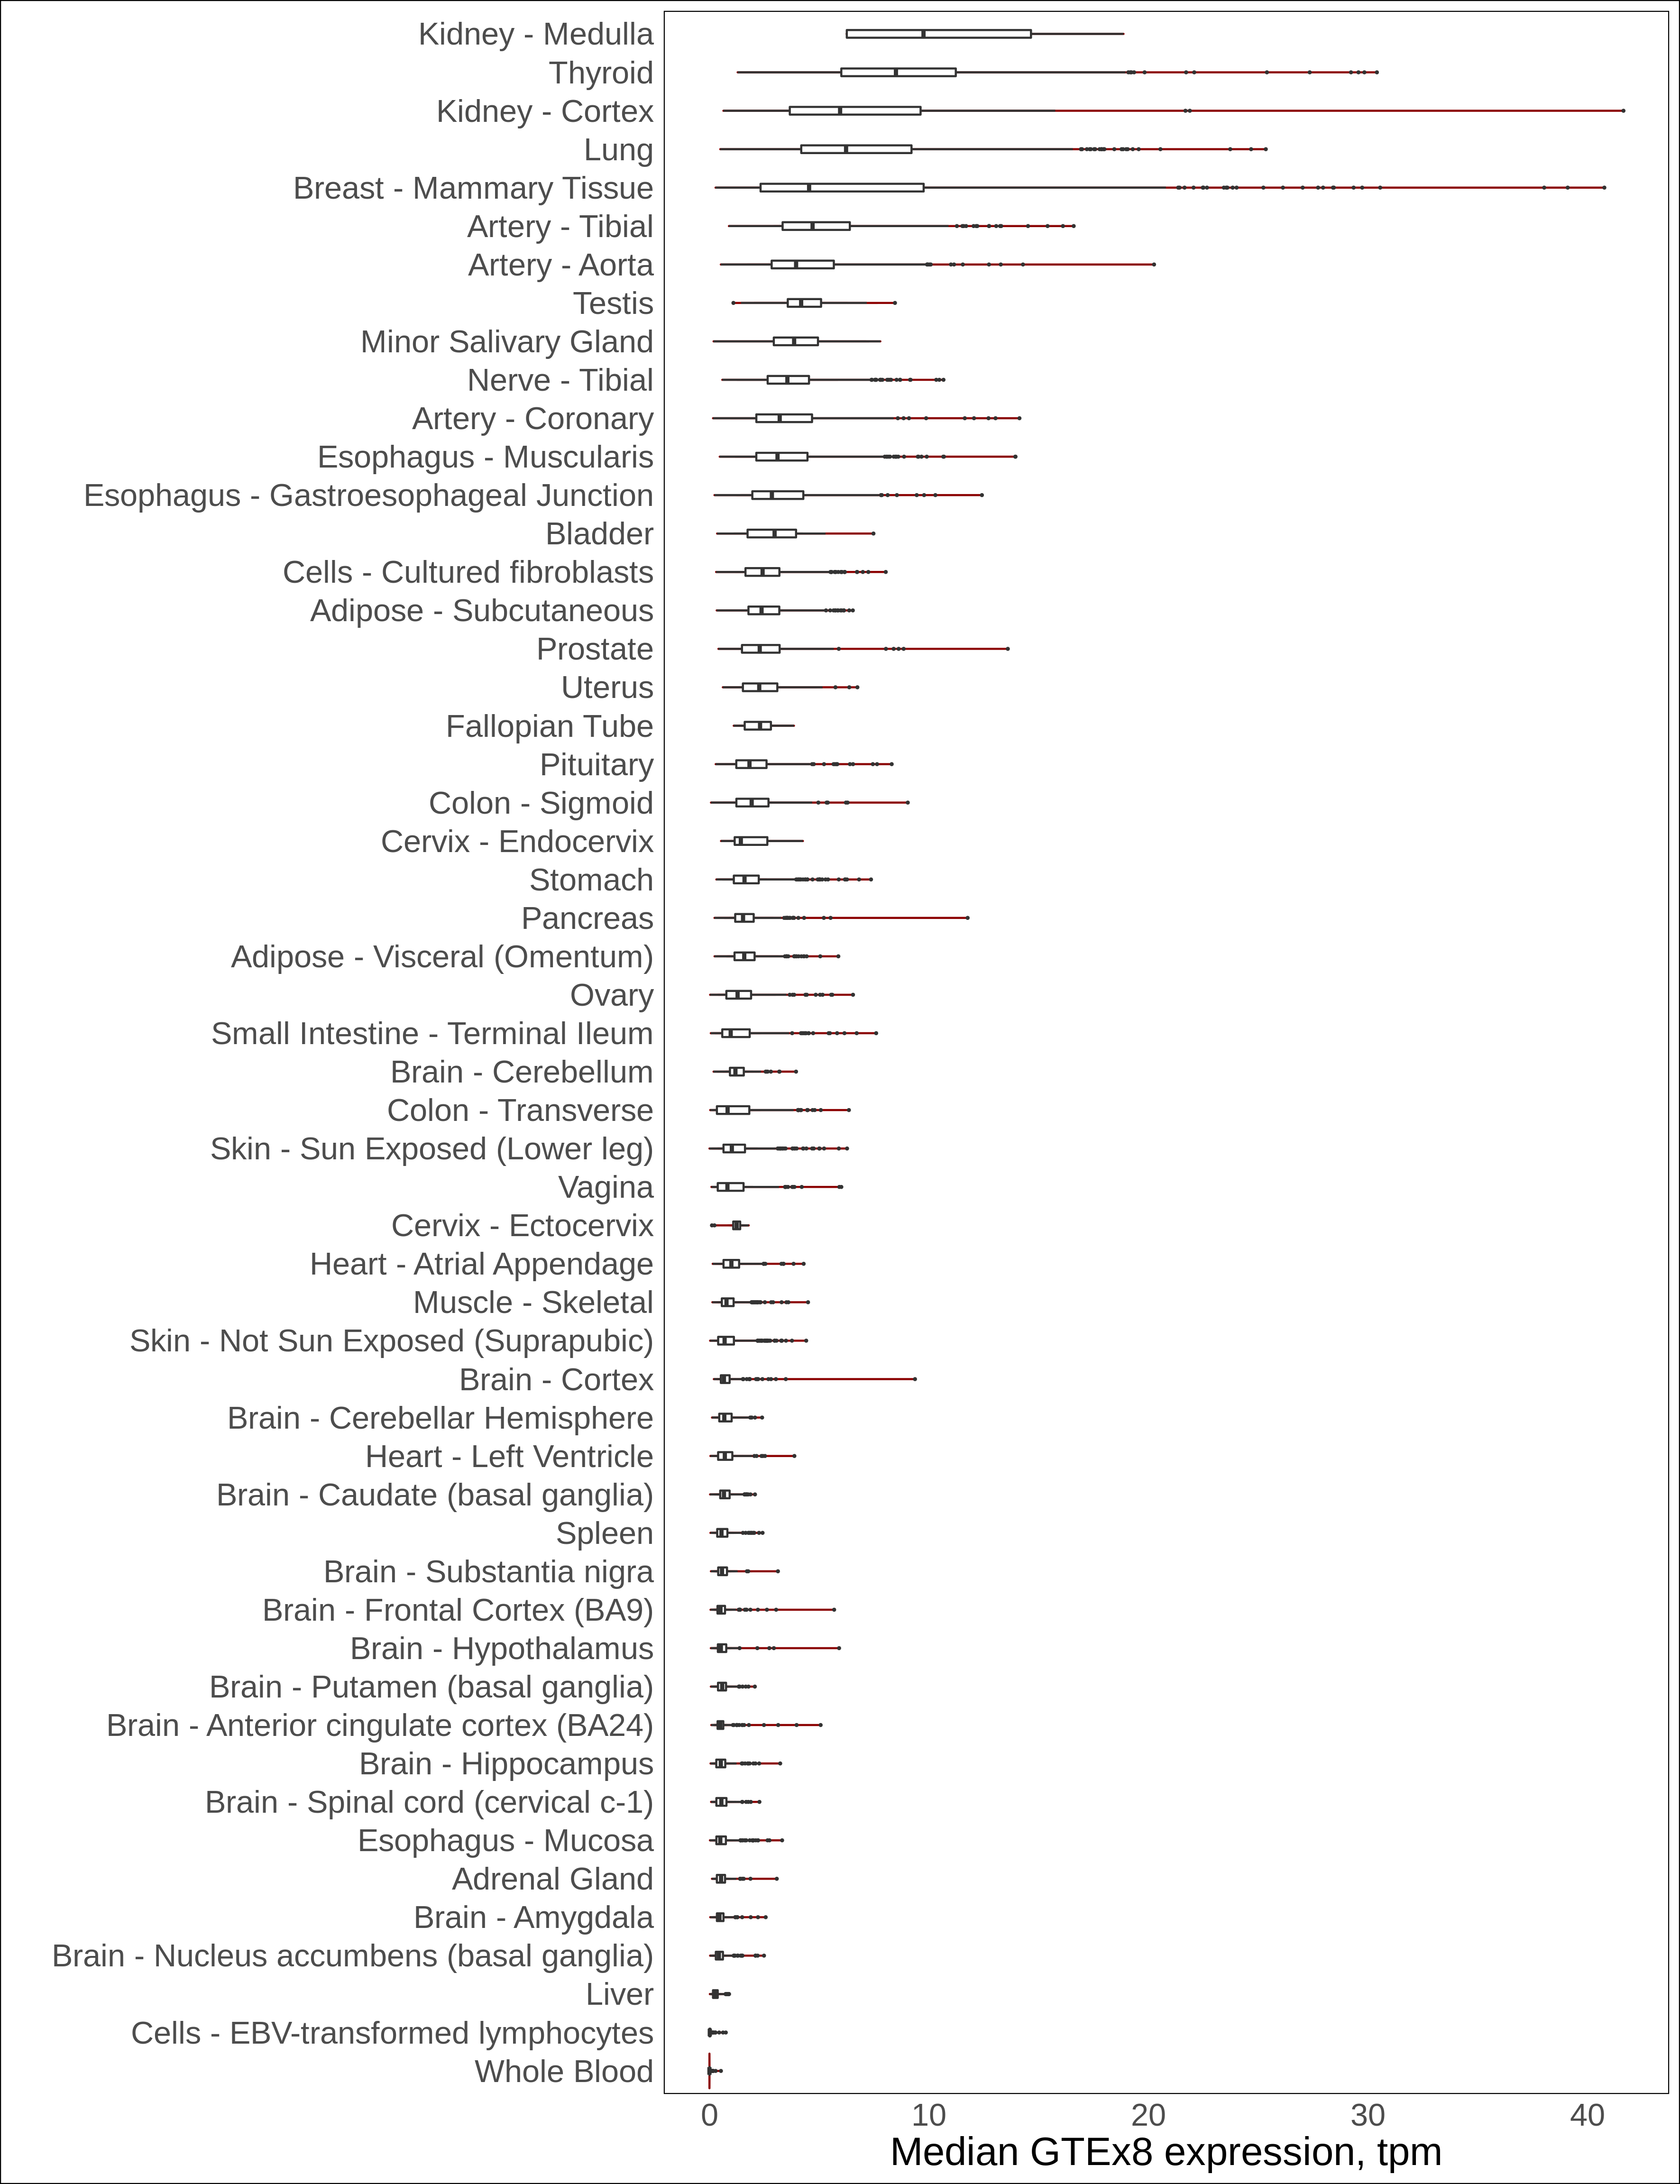 Kidney - Medulla
Thyroid
Kidney - Cortex
Lung
Breast - Mammary Tissue
Artery - Tibial
Artery - Aorta
Testis
Minor Salivary Gland
Nerve - Tibial
Artery - Coronary
Esophagus - Muscularis
Esophagus - Gastroesophageal Junction
Bladder
Cells - Cultured fibroblasts
Adipose - Subcutaneous
Prostate
Uterus
Fallopian Tube
Pituitary
Colon - Sigmoid
Cervix - Endocervix
Stomach
Pancreas
Adipose - Visceral (Omentum)
Ovary
Small Intestine - Terminal Ileum
Brain - Cerebellum
Colon - Transverse
Skin - Sun Exposed (Lower leg)
Vagina
Cervix - Ectocervix
Heart - Atrial Appendage
Muscle - Skeletal
Skin - Not Sun Exposed (Suprapubic)
Brain - Cortex
Brain - Cerebellar Hemisphere
Heart - Left Ventricle
Brain - Caudate (basal ganglia)
Spleen
Brain - Substantia nigra
Brain - Frontal Cortex (BA9)
Brain - Hypothalamus
Brain - Putamen (basal ganglia)
Brain - Anterior cingulate cortex (BA24)
Brain - Hippocampus
Brain - Spinal cord (cervical c-1)
Esophagus - Mucosa
Adrenal Gland
Brain - Amygdala
Brain - Nucleus accumbens (basal ganglia)
Liver
Cells - EBV-transformed lymphocytes
Whole Blood
0 10 20 30 40
Median GTEx8 expression, tpm